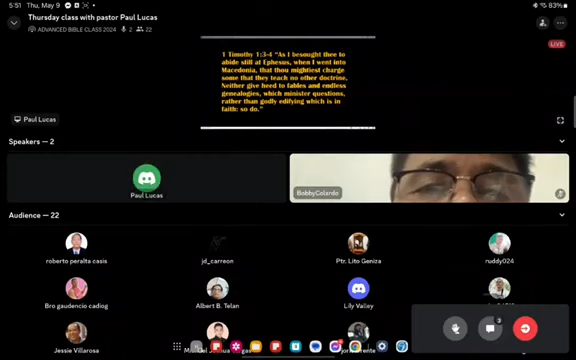 5:51 Thu, May 9
83%
Thursday class with pastor Paul Lucas
ADVANCED BIBLE CLASS 2024 2 22
LIVE
1 Timothy 1:3-4 “As I besought thee to
abide still at Ephesus, when I went into
Macedonia, that thou mightiest charge
some that they teach no other doctrine,
Neither give heed to fables and endless
genealogies, which minister questions,
rather than godly edifying which is in
faith: so do.”
Paul Lucas
Speakers — 2
Paul Lucas
BobbyColardo
Audience — 22
roberto peralta casis
jd_carreon
Ptr. Lito Geniza
ruddy024
Bro gaudencio cadiog
Albert B. Telan
Lily Valley
3
Jessie Villarosa